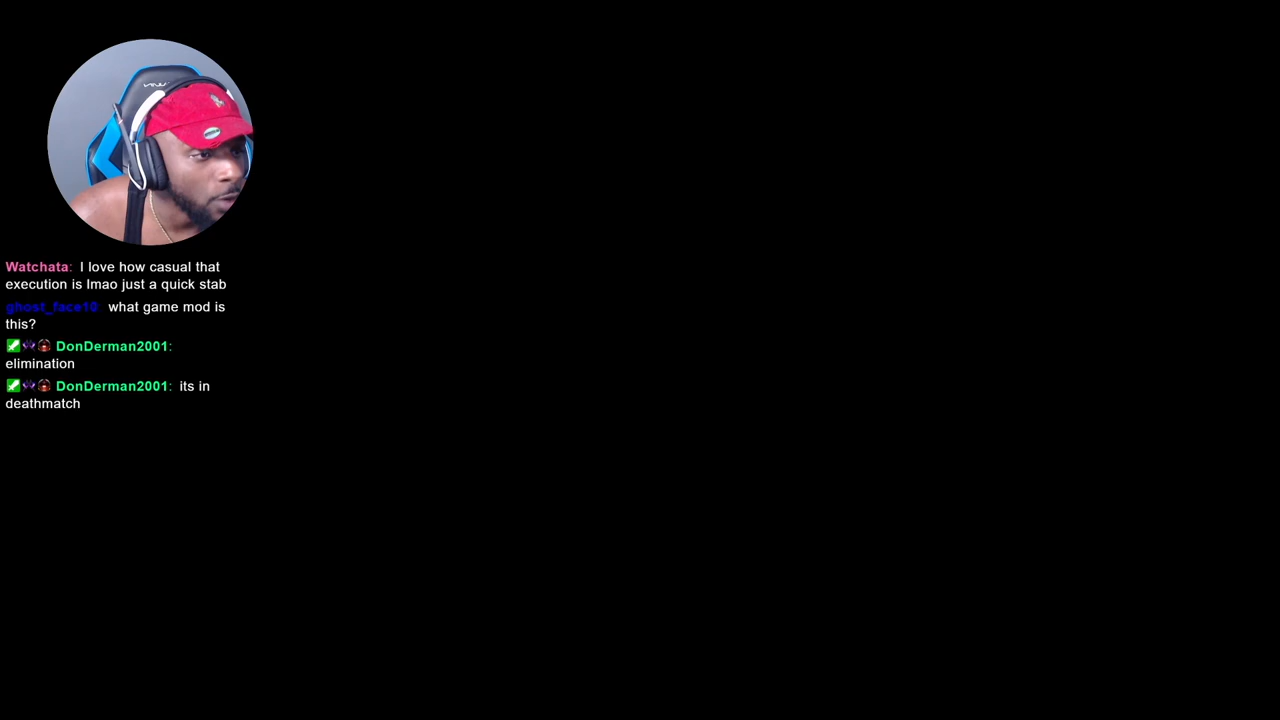 Watchata: I love how casual that
execution is lmao just a quick stab
ghost_face10: what game mod is
this?
DonDerman2001:
elimination
DonDerman2001: its in
deathmatch